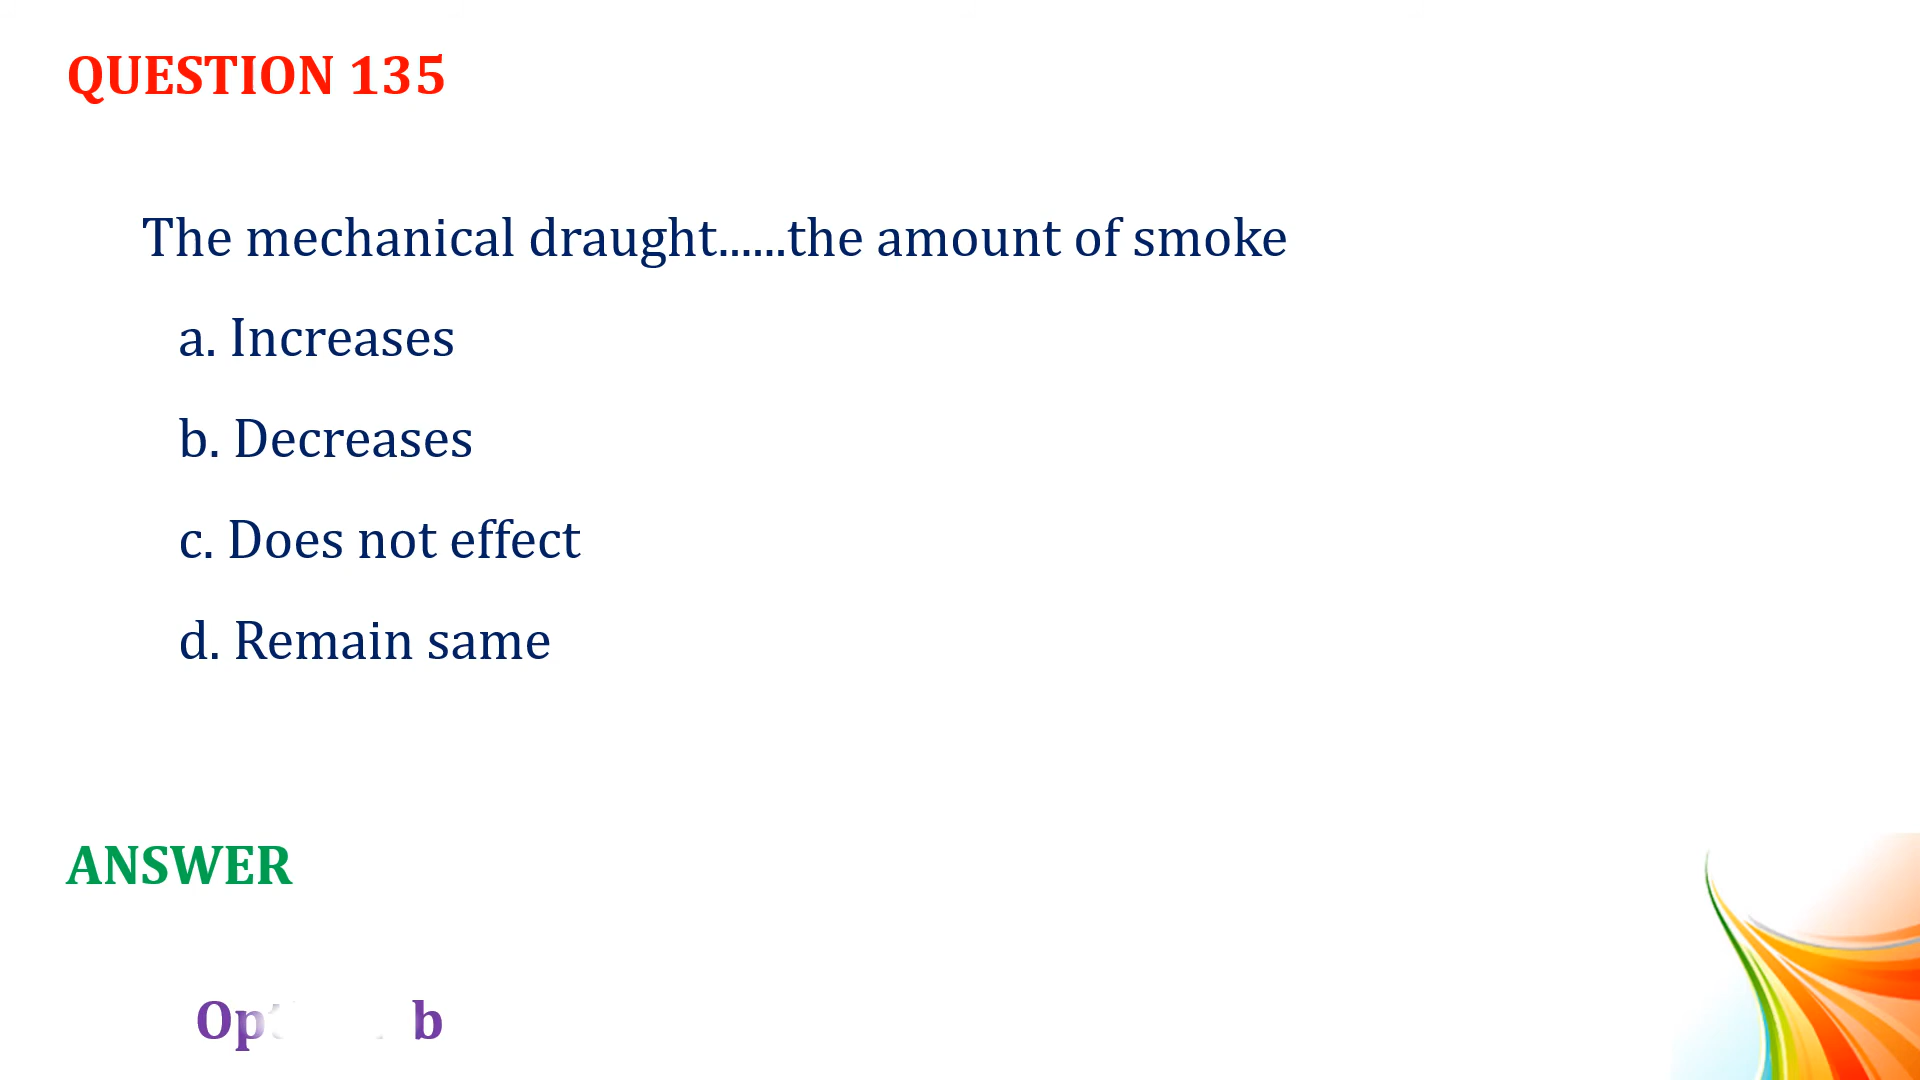 QUESTION 135
The mechanical draught......the amount of smoke
a. Increases
b. Decreases
c. Does not effect
d. Remain same
ANSWER
b